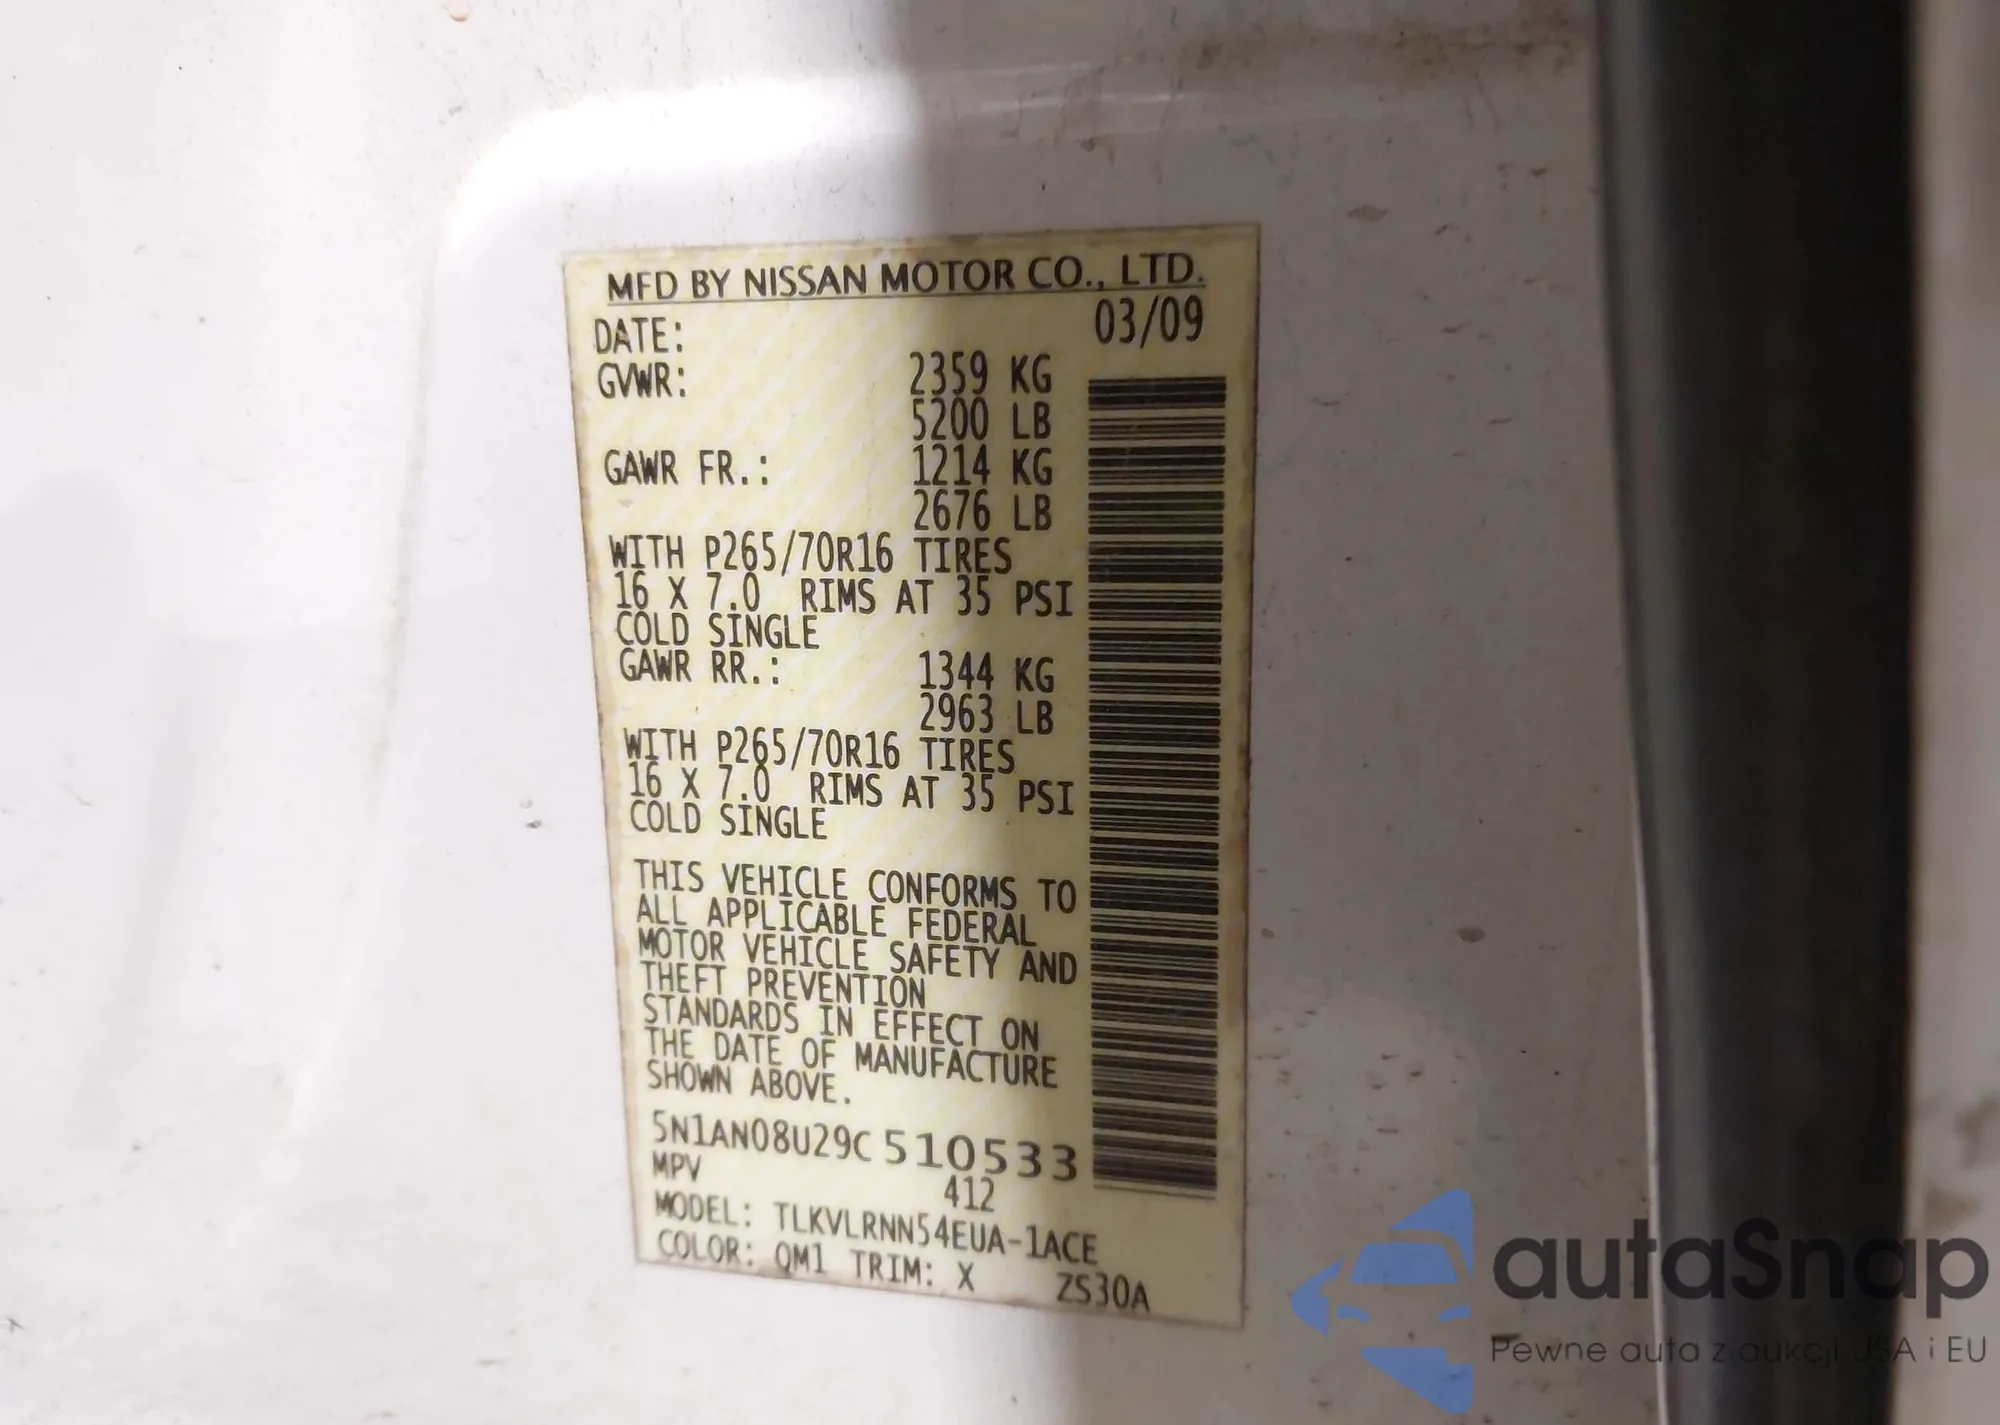 MFD BY NISSAN MOTOR CO., LTD.
DATE: 03/09
GVWR: 2359 KG
5200 LB
GAWR FR.: 1214 KG
2676 LB
WITH P265/70R16 TIRES
16 X 7.0 RIMS AT 35 PSI
COLD SINGLE
GAWR RR.: 1344 KG
2963 LB
WITH P265/70R16 TIRES
16 X 7.0 RIMS AT 35 PSI
COLD SINGLE
THIS VEHICLE CONFORMS TO
ALL APPLICABLE FEDERAL
MOTOR VEHICLE SAFETY AND
THEFT PREVENTION
STANDARDS IN EFFECT ON
THE DATE OF MANUFACTURE
SHOWN ABOVE.
5N1AN08U29C510533
MPV 412
MODEL: TLKVLRNN54EUA-1ACE
COLOR: QM1 TRIM: X ZS30A
autaSnap
Pewne auta z aukcji USA i EU